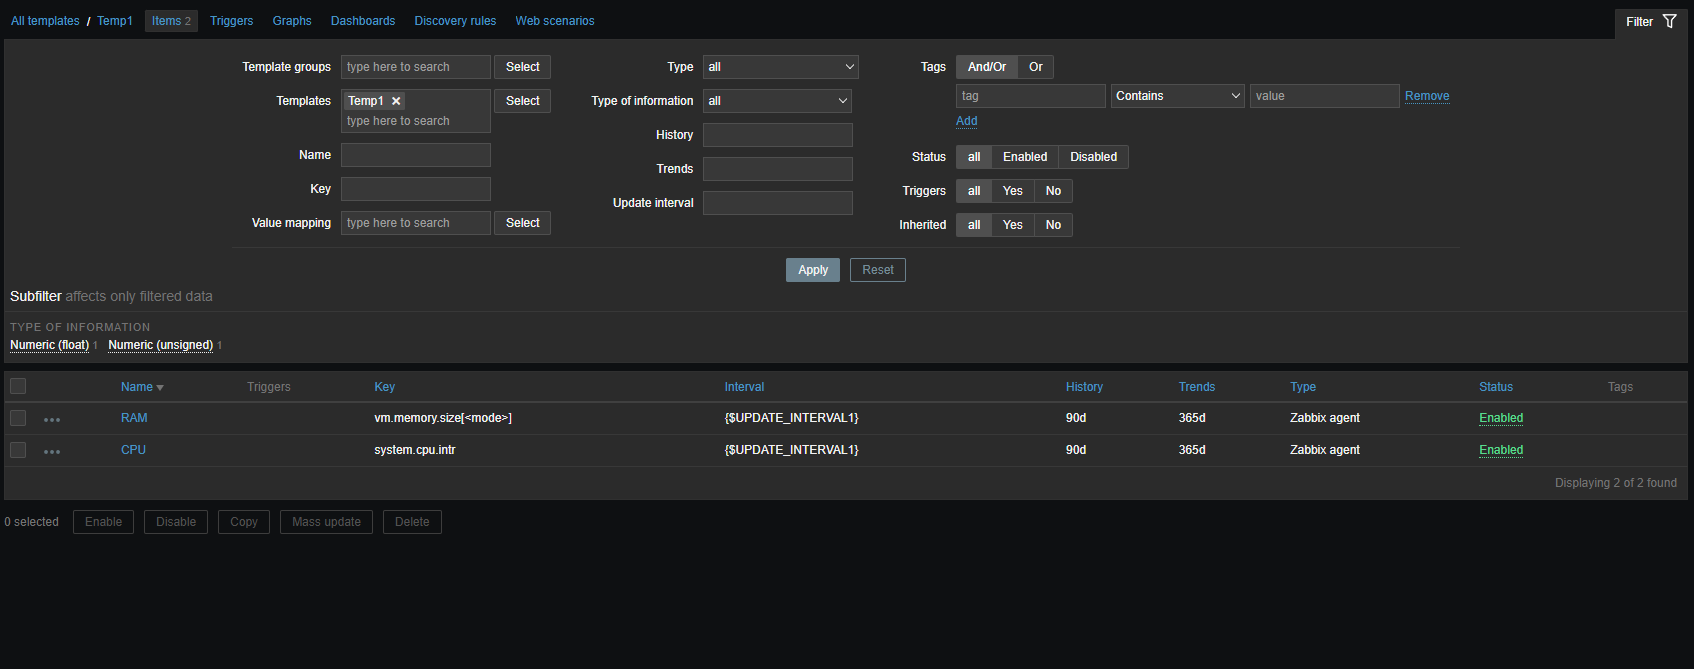 All templates / Temp1 Items 2 Triggers Graphs Dashboards Discovery rules Web scenarios Filter
Template groups type here to search Select Type all Tags And/Or Or
Templates Temp1 type here to search Select Type of information all tag Contains value Remove
Add
History
Name Trends Status all Enabled Disabled
Key Update interval Triggers all Yes No
Value mapping type here to search Select Inherited all Yes No
Apply Reset
Subfilter affects only filtered data
TYPE OF INFORMATION
Numeric (float) 1 Numeric (unsigned) 1
Name Triggers Key Interval History Trends Type Status Tags
RAM vm.memory.size[<mode>] {$UPDATE_INTERVAL1} 90d 365d Zabbix agent Enabled
CPU system.cpu.intr {$UPDATE_INTERVAL1} 90d 365d Zabbix agent Enabled
Displaying 2 of 2 found
0 selected Enable Disable Copy Mass update Delete